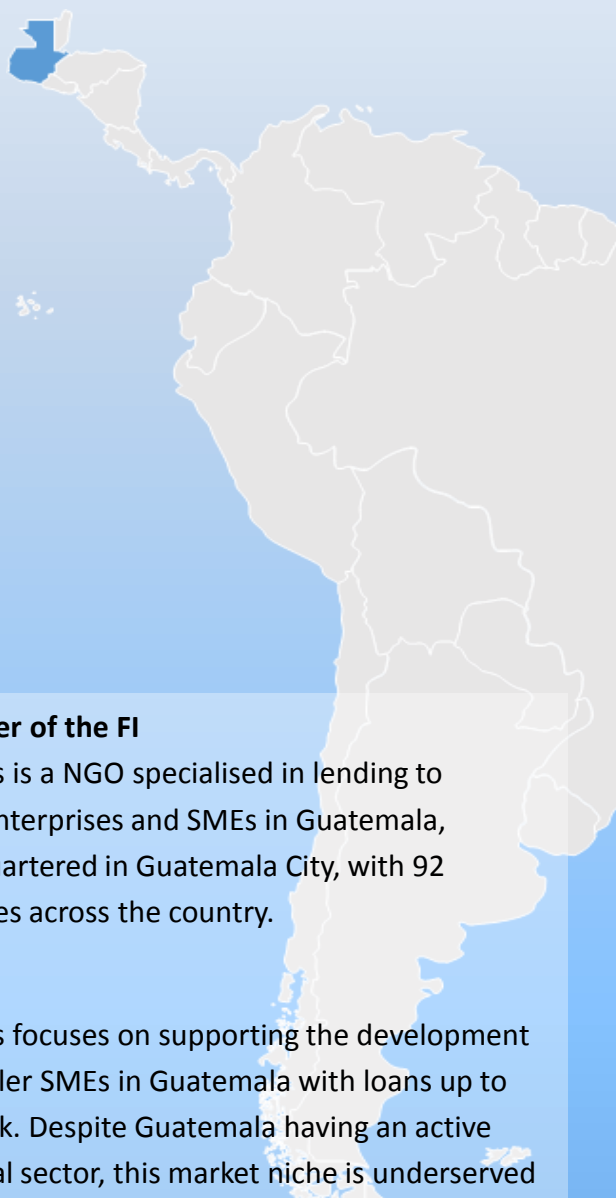 er of the FI
s is a NGO specialised in lending to
nterprises and SMEs in Guatemala,
uartered in Guatemala City, with 92
es across the country.
s focuses on supporting the development
ler SMEs in Guatemala with loans up to
k. Despite Guatemala having an active
al sector, this market niche is underserved